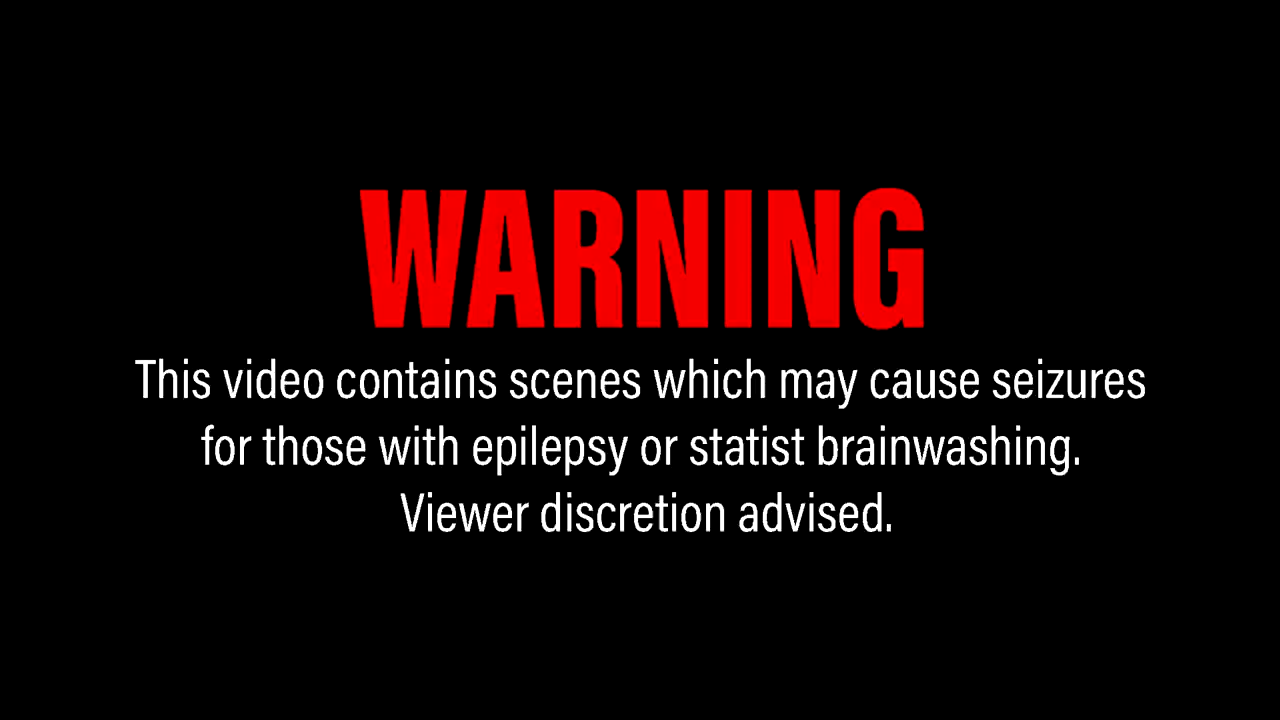 WARNING
This video contains scenes which may cause seizures
for those with epilepsy or statist brainwashing.
Viewer discretion advised.